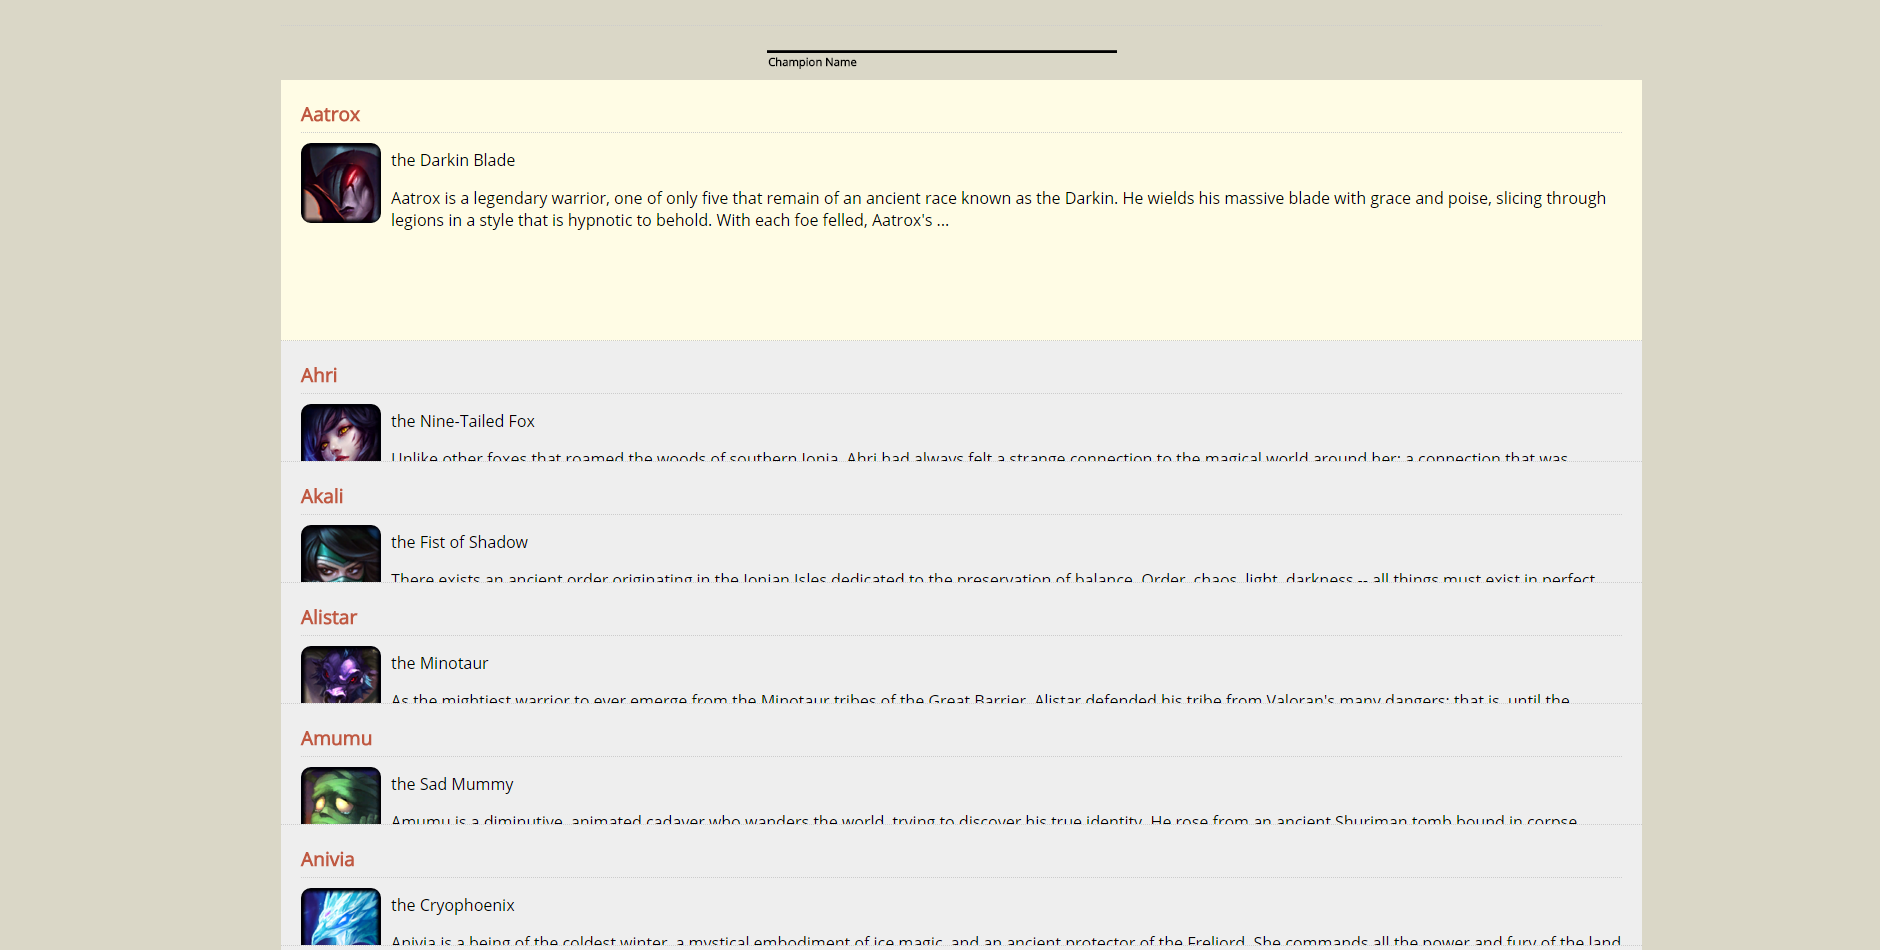 Champion Name
Aatrox
the Darkin Blade
Aatrox is a legendary warrior, one of only five that remain of an ancient race known as the Darkin. He wields his massive blade with grace and poise, slicing through
legions in a style that is hypnotic to behold. With each foe felled, Aatrox's ...
Ahri
the Nine-Tailed Fox
Unlike other foxes that roamed the woods of southern Ionia, Ahri had always felt a strange connection to the magical world around her; a connection that was
Akali
the Fist of Shadow
There exists an ancient order originating in the Ionian Isles dedicated to the preservation of balance. Order, chaos, light, darkness -- all things must exist in perfect
Alistar
the Minotaur
As the mightiest warrior to ever emerge from the Minotaur tribes of the Great Barrier, Alistar defended his tribe from Valoran's many dangers; that is, until the
Amumu
the Sad Mummy
Amumu is a diminutive, animated cadaver who wanders the world, trying to discover his true identity. He rose from an ancient Shuriman tomb bound in corpse
Anivia
the Cryophoenix
Anivia is a being of the coldest winter, a mystical embodiment of ice magic, and an ancient protector of the Freljord. She commands all the power and fury of the land